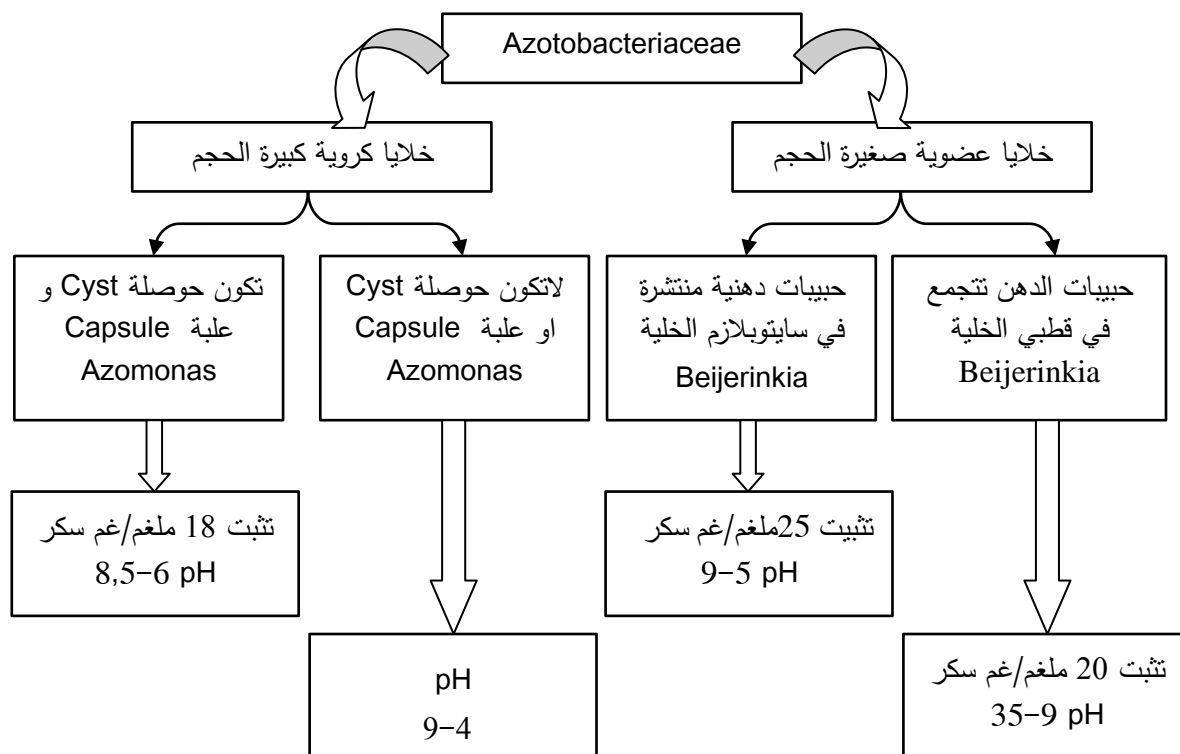 Azotobacteriaceae
خلايا عضوية صغيرة الحجم
خلايا كروية كبيرة الحجم
حبيبات الدهن تتجمع
في قطبي الخلية
Beijerinkia
حبيبات دهنية منتشرة
في سايتوبلازم الخلية
Beijerinkia
لاتكون حوصلة Cyst
او علبة Capsule
Azomonas
تكون حوصلة Cyst و
علبة Capsule
Azomonas
تثبيت 25ملغم/غم سكر
9–5 pH
تثبت 18 ملغم/غم سكر
8,5–6 pH
تثبت 20 ملغم/غم سكر
35–9 pH
pH
9–4